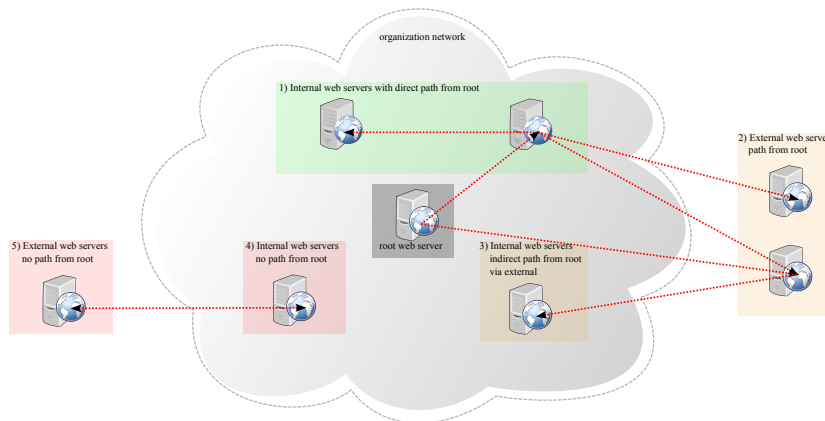 organization network
1) Internal web servers with direct path from root
2) External web serve
path from root
root web server
3) Internal web servers
indirect path from root
via external
4) Internal web servers
no path from root
5) External web servers
no path from root